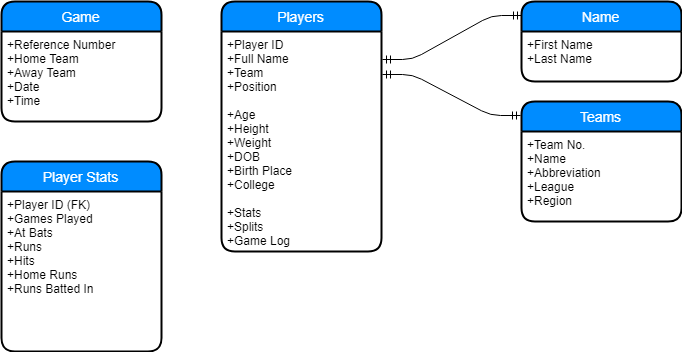 Game
+Reference Number
+Home Team
+Away Team
+Date
+Time
Player Stats
+Player ID (FK)
+Games Played
+At Bats
+Runs
+Hits
+Home Runs
+Runs Batted In
Players
+Player ID
+Full Name
+Team
+Position
+Age
+Height
+Weight
+DOB
+Birth Place
+College
+Stats
+Splits
+Game Log
Name
+First Name
+Last Name
Teams
+Team No.
+Name
+Abbreviation
+League
+Region